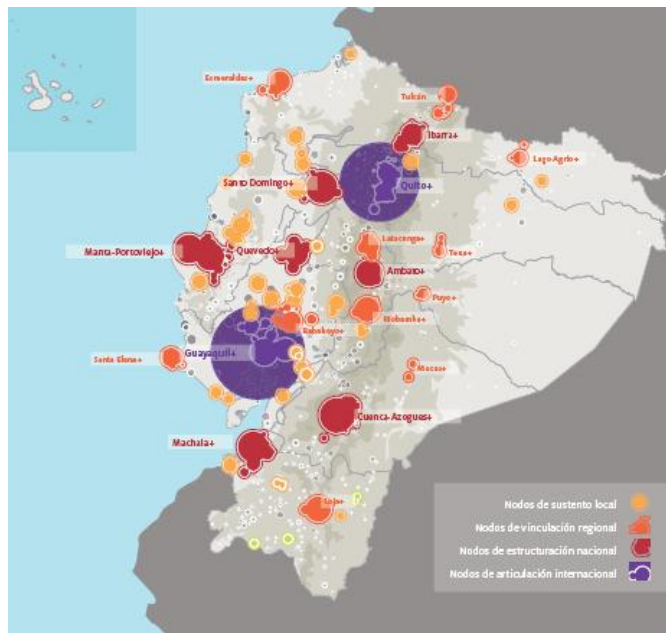 Esmeraldas+
Tulcán +
Ibarra+
Lago Agrio+
Santo Domingo+
Quito+
Manta-Portoviejo+
Quevedo+
Latacunga+
Tena+
Ambato+
Puyo+
Riobamba+
Babahoyo+
Santa Elena+
Guayaquil+
Macas+
Cuenca Azogues+
Machala+
Loja+
Nodos de sustento local
Nodos de vinculación regional
Nodos de estructuración nacional
Nodos de articulación internacional